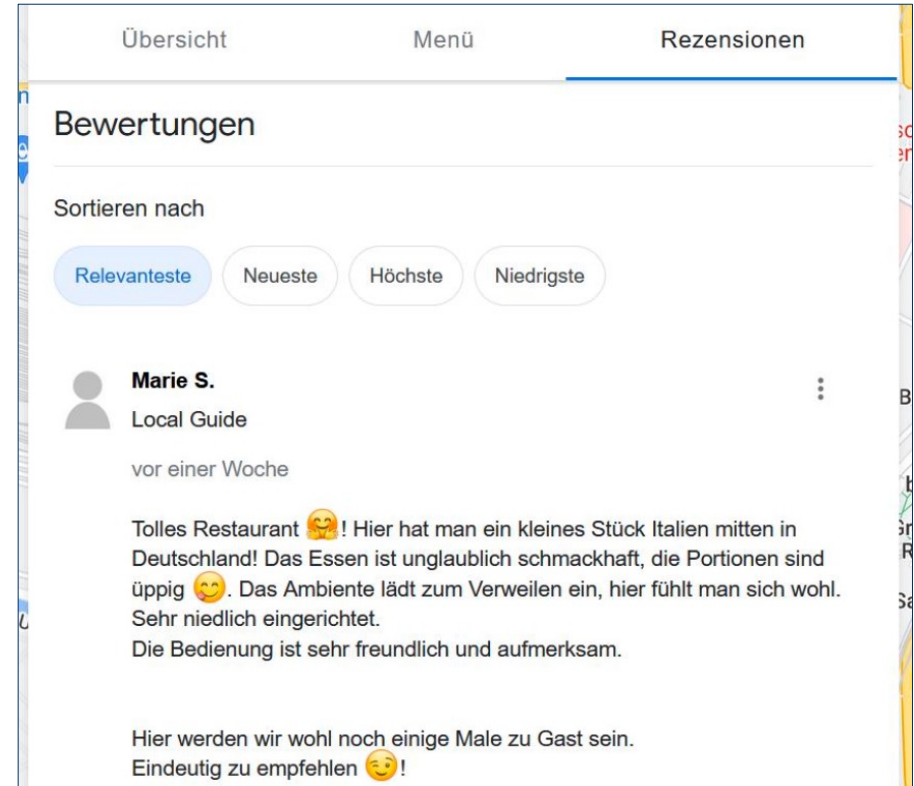 Übersicht Menü Rezensionen
Bewertungen
Sortieren nach
Relevanteste Neueste Höchste Niedrigste
Marie S.
Local Guide
vor einer Woche
Tolles Restaurant 🤗! Hier hat man ein kleines Stück Italien mitten in
Deutschland! Das Essen ist unglaublich schmackhaft, die Portionen sind
üppig 😋. Das Ambiente lädt zum Verweilen ein, hier fühlt man sich wohl.
Sehr niedlich eingerichtet.
Die Bedienung ist sehr freundlich und aufmerksam.
Hier werden wir wohl noch einige Male zu Gast sein.
Eindeutig zu empfehlen 😉!